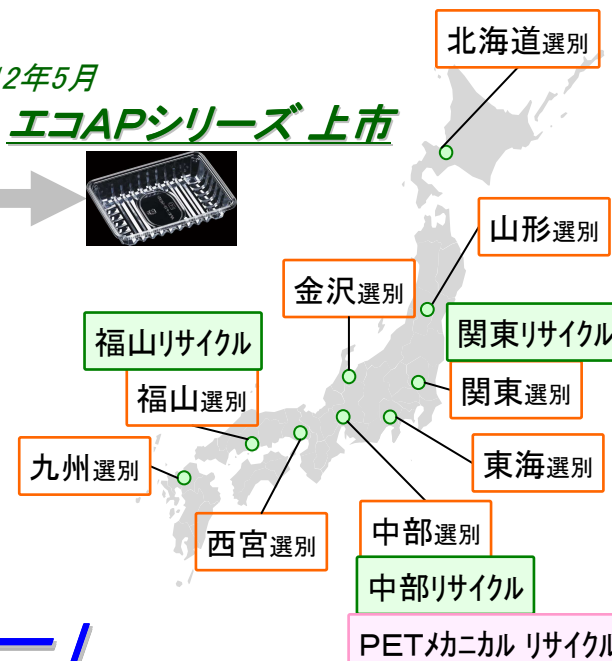 2年5月
エコAPシリーズ 上市
北海道選別
山形選別
金沢選別
福山リサイクル
関東リサイクル
福山選別
関東選別
九州選別
東海選別
西宮選別
中部選別
中部リサイクル
PETメカニカル リサイクル